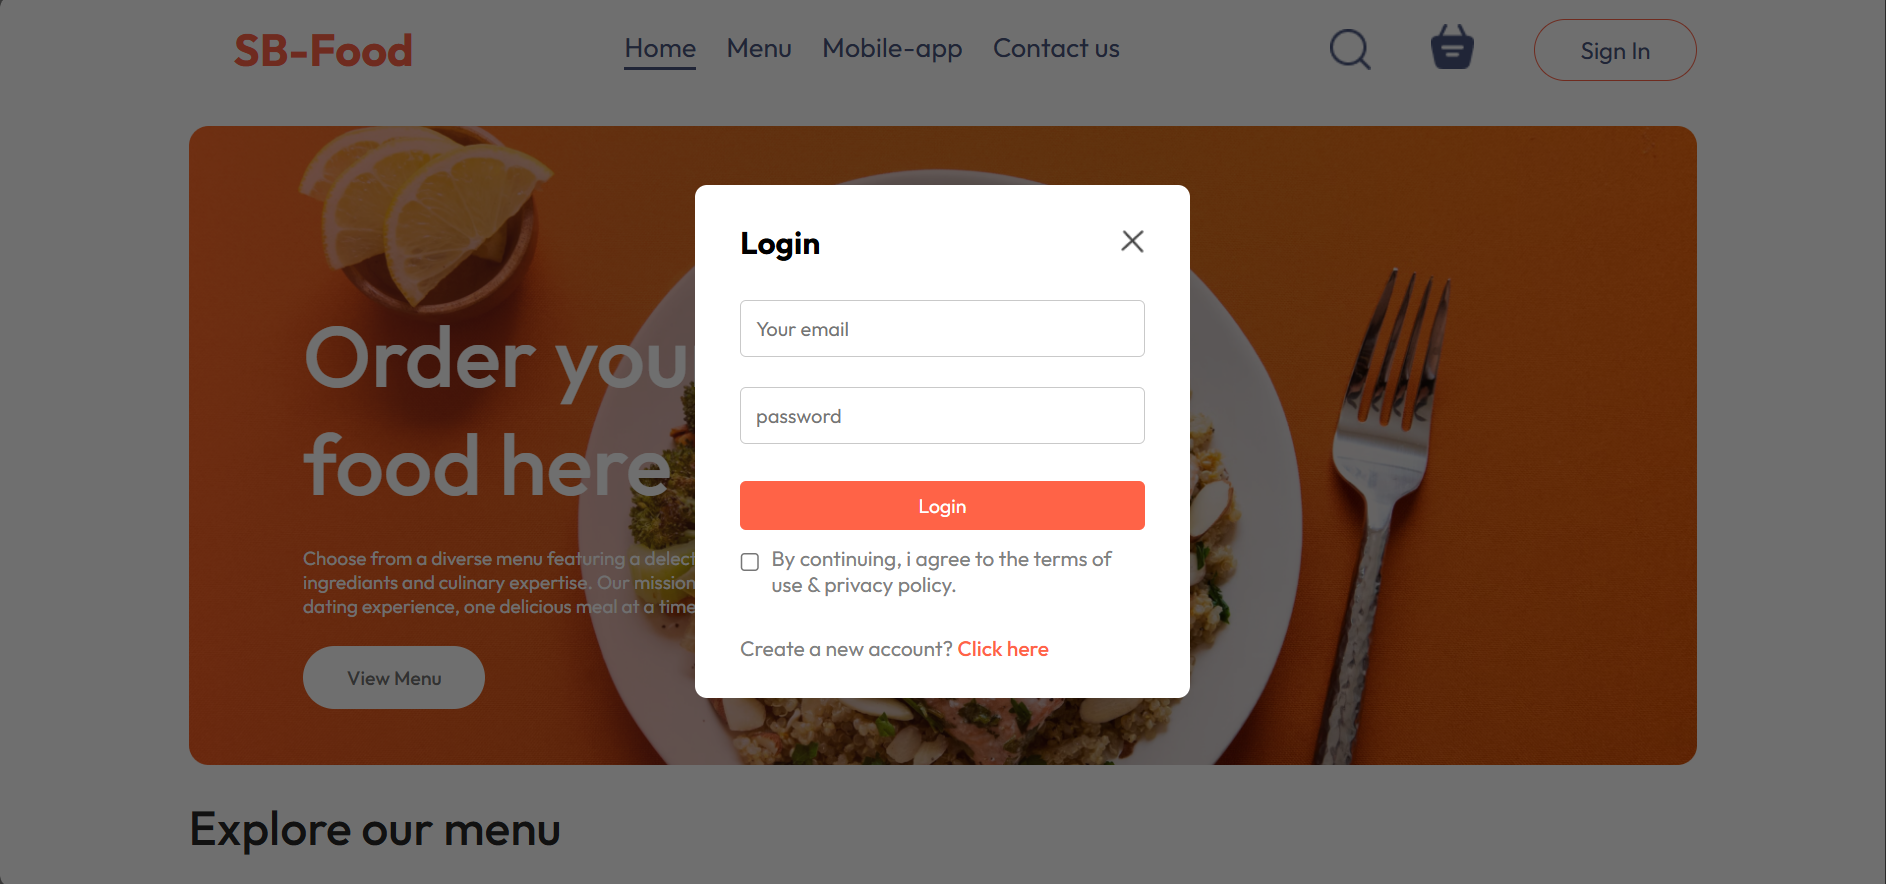 SB-Food
Home Menu Mobile-app Contact us
Sign In
Login
Your email
password
Login
By continuing, i agree to the terms of
use & privacy policy.
Create a new account? Click here
Order your
food here
Choose from a diverse menu featuring a
ingrediants and culinary expertise. Our mission
dating experience, one delicious meal at a time
View Menu
Explore our menu